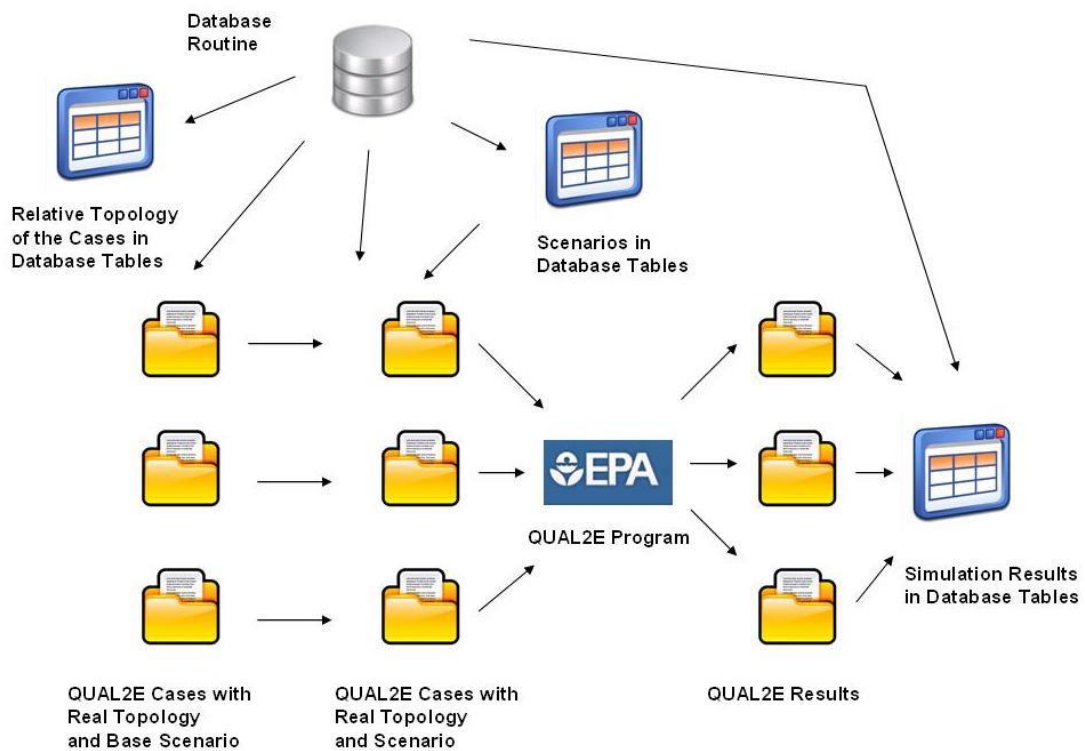 Database
Routine
Relative Topology
of the Cases in
Database Tables
Scenarios in
Database Tables
EPA
QUAL2E Program
Simulation Results
in Database Tables
QUAL2E Cases with
Real Topology
and Base Scenario
QUAL2E Cases with
Real Topology
and Scenario
QUAL2E Results